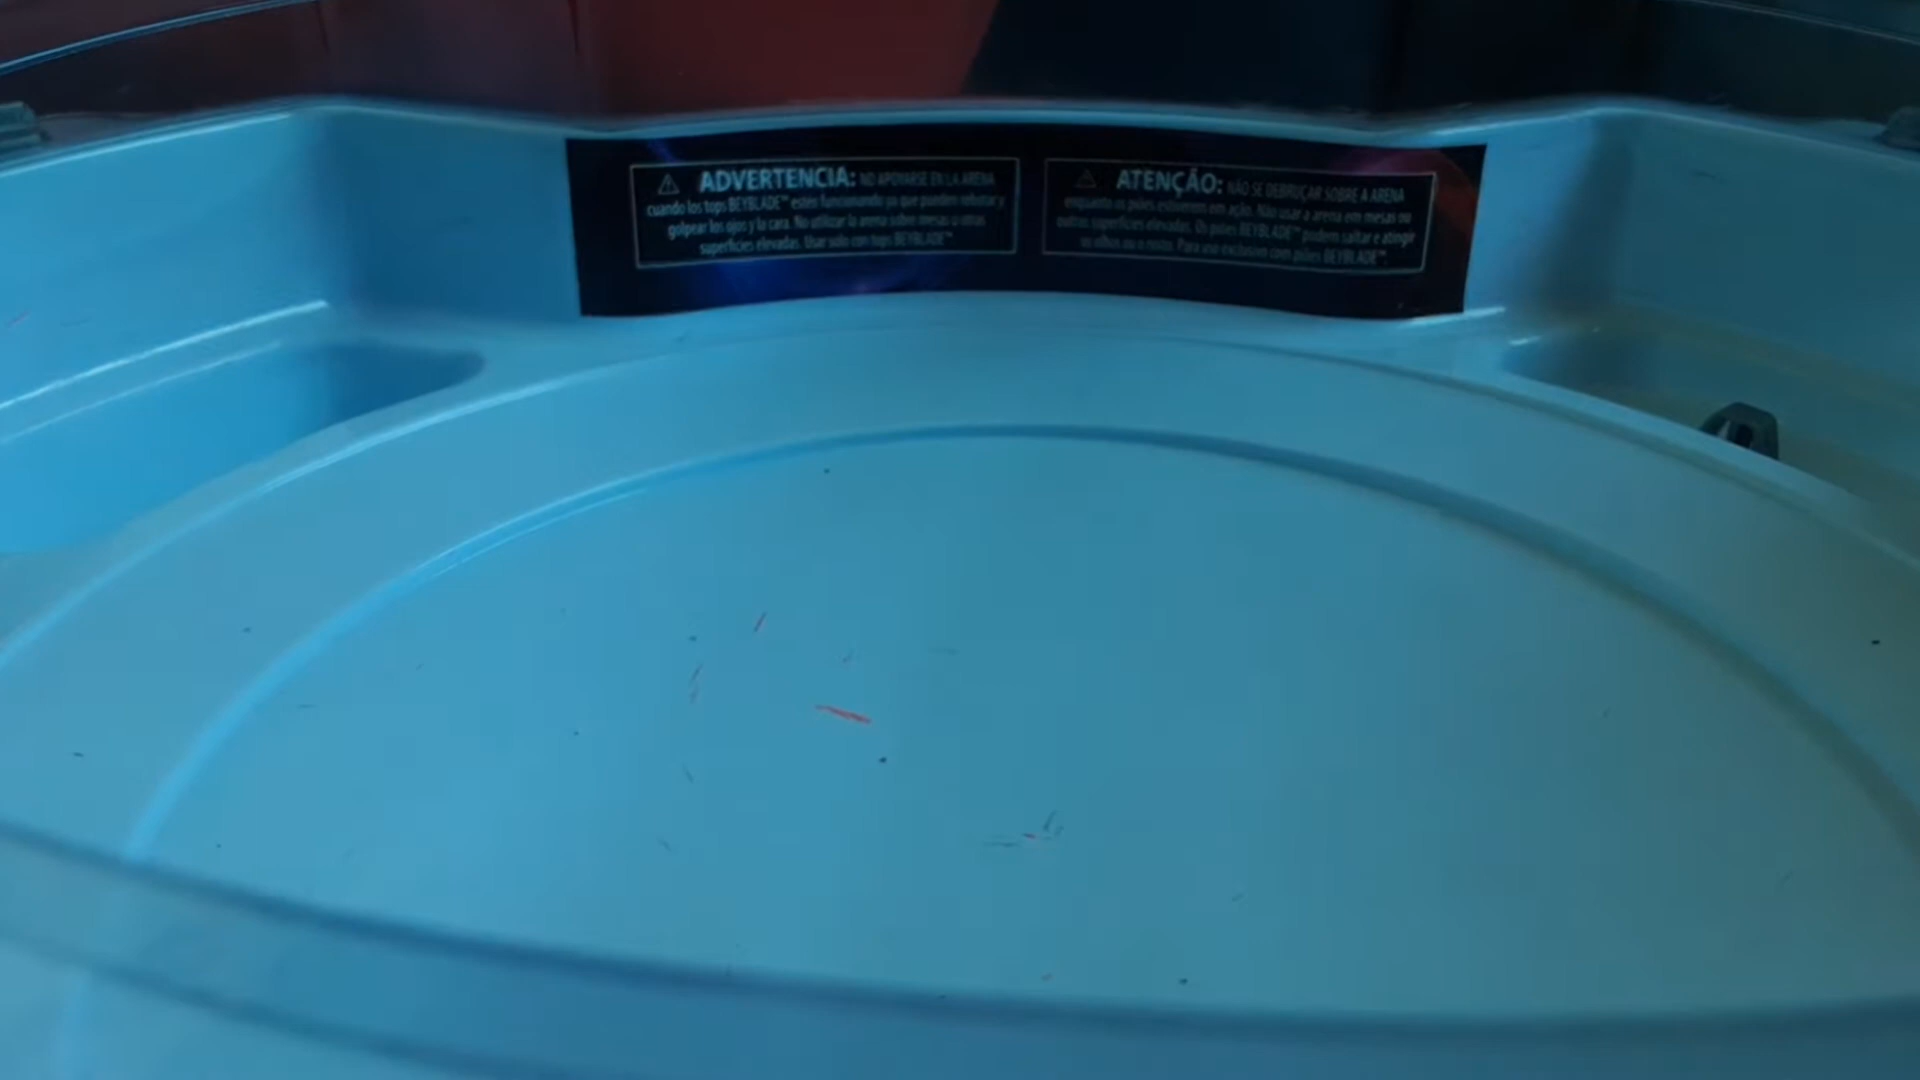 ADVERTENCIA: NO APOYARSE EN LA ARENA
cuando los tops BEYBLADE™ estén funcionando ya que pueden rebotar y
golpear los ojos y la cara. No utilizar la arena sobre mesas u otras
superficies elevadas. Usar solo con tops BEYBLADE™
ATENÇÃO: NÃO SE DEBRUÇAR SOBRE A ARENA
enquanto os piões estiverem em ação. Não usar a arena em mesas ou
outras superfícies elevadas. Os piões BEYBLADE™ podem saltar e atingir
os olhos ou o rosto. Para uso exclusivo com piões BEYBLADE™.